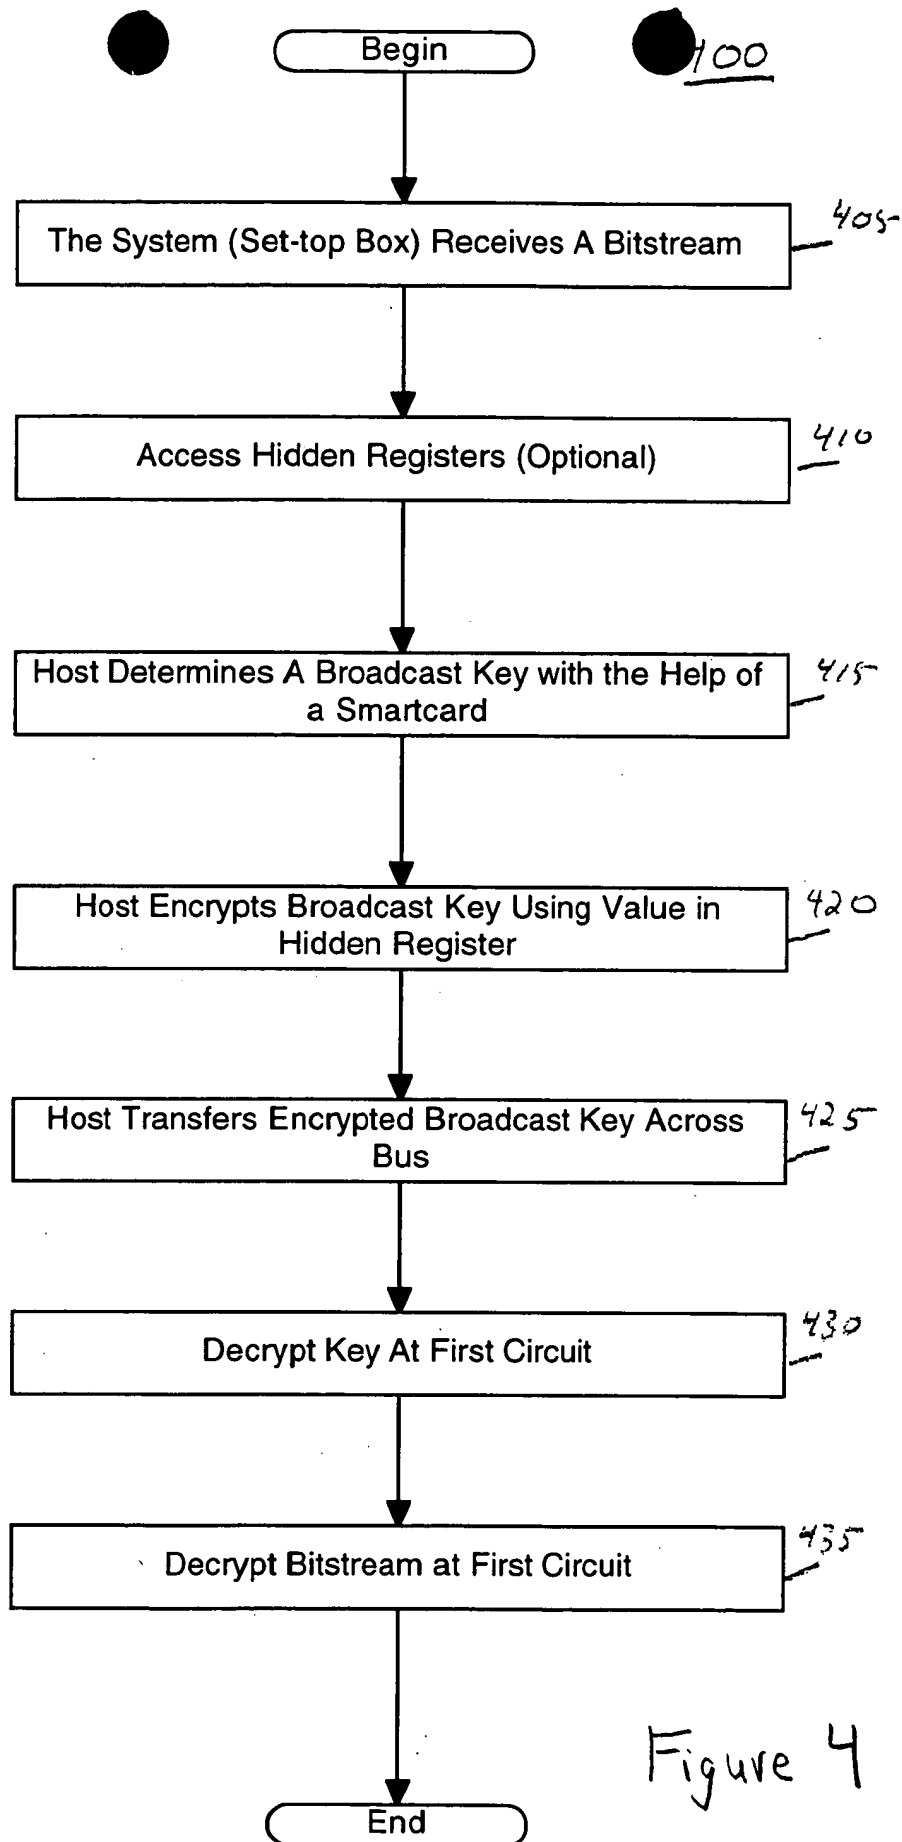 Begin
400
The System (Set-top Box) Receives A Bitstream
405
Access Hidden Registers (Optional)
410
Host Determines A Broadcast Key with the Help of
a Smartcard
415
Host Encrypts Broadcast Key Using Value in
Hidden Register
420
Host Transfers Encrypted Broadcast Key Across
Bus
425
Decrypt Key At First Circuit
430
Decrypt Bitstream at First Circuit
435
Figure 4
End